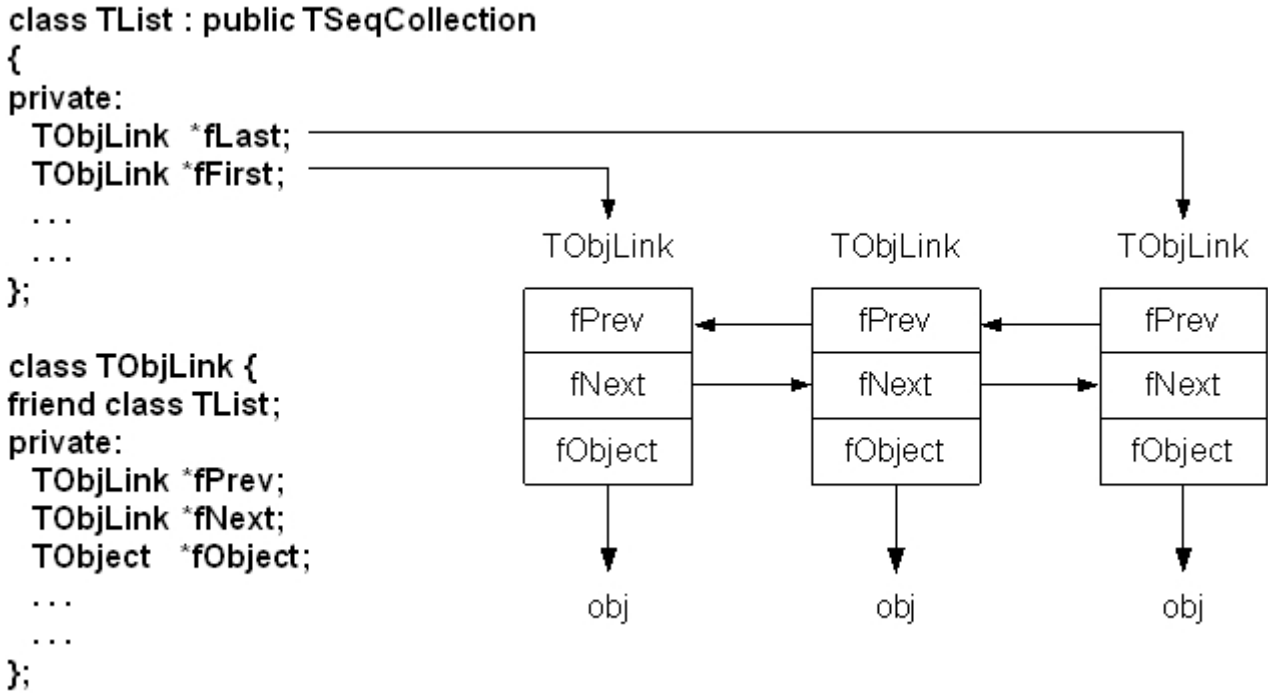 class TList : public TSeqCollection
{
private:
TObjLink *fLast;
TObjLink *fFirst;
. . .
. . .
};
class TObjLink {
friend class TList;
private:
TObjLink *fPrev;
TObjLink *fNext;
TObject *fObject;
. . .
. . .
};
TObjLink TObjLink TObjLink
fPrev fPrev fPrev
fNext fNext fNext
fObject fObject fObject
obj obj obj